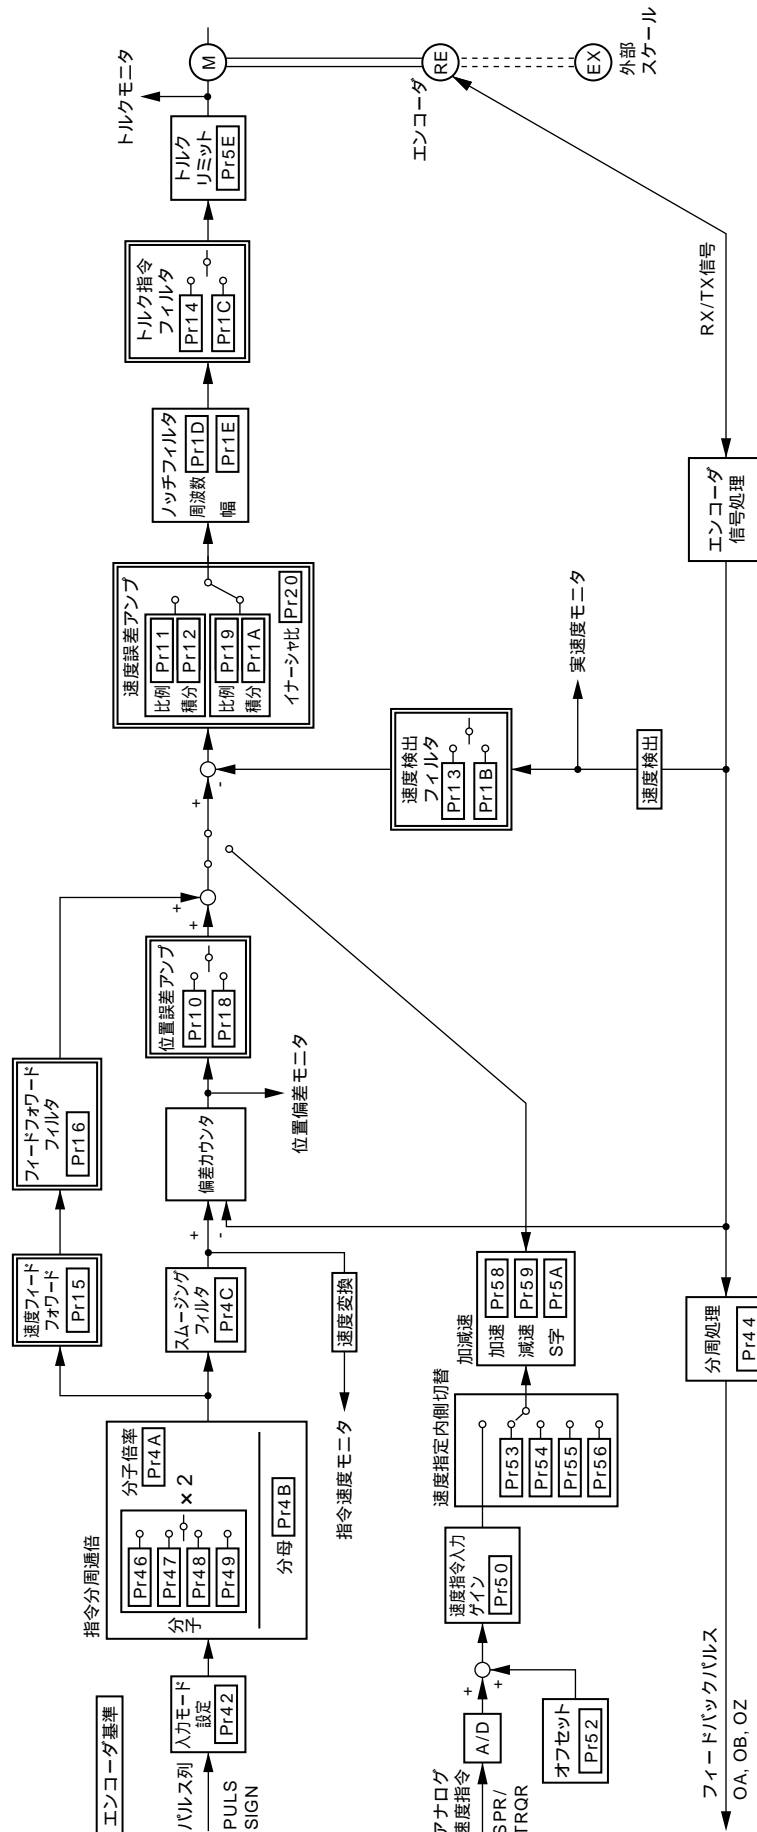 エンコーダ基準
パルス列
PULS
SIGN
入力モード
設定
Pr42
指令分周逓倍
分子
Pr46
Pr47
Pr48
Pr49
×2
分子倍率
Pr4A
分母
Pr4B
速度フィード
フォワード
Pr15
フィードフォワード
フィルタ
Pr16
スムージング
フィルタ
Pr4C
速度変換
指令速度モニタ
+
-
偏差カウンタ
位置偏差モニタ
位置誤差アンプ
Pr10
Pr18
+
+
+
-
速度誤差アンプ
比例
Pr11
積分
Pr12
比例
Pr19
積分
Pr1A
イナーシャ比
Pr20
ノッチフィルタ
周波数
Pr1D
幅
Pr1E
トルク指令
フィルタ
Pr14
Pr1C
トルク
リミット
Pr5E
トルクモニタ
M
RE
エンコーダ
EX
外部
スケール
アナログ
速度指令
SPR/
TRQR
A/D
+
+
オフセット
Pr52
速度指令入力
ゲイン
Pr50
速度指定内側切替
Pr53
Pr54
Pr55
Pr56
加減速
加速
Pr58
減速
Pr59
S字
Pr5A
速度検出
フィルタ
Pr13
Pr1B
実速度モニタ
速度検出
RX/TX信号
エンコーダ
信号処理
分周処理
Pr44
フィードバックパルス
OA, OB, OZ